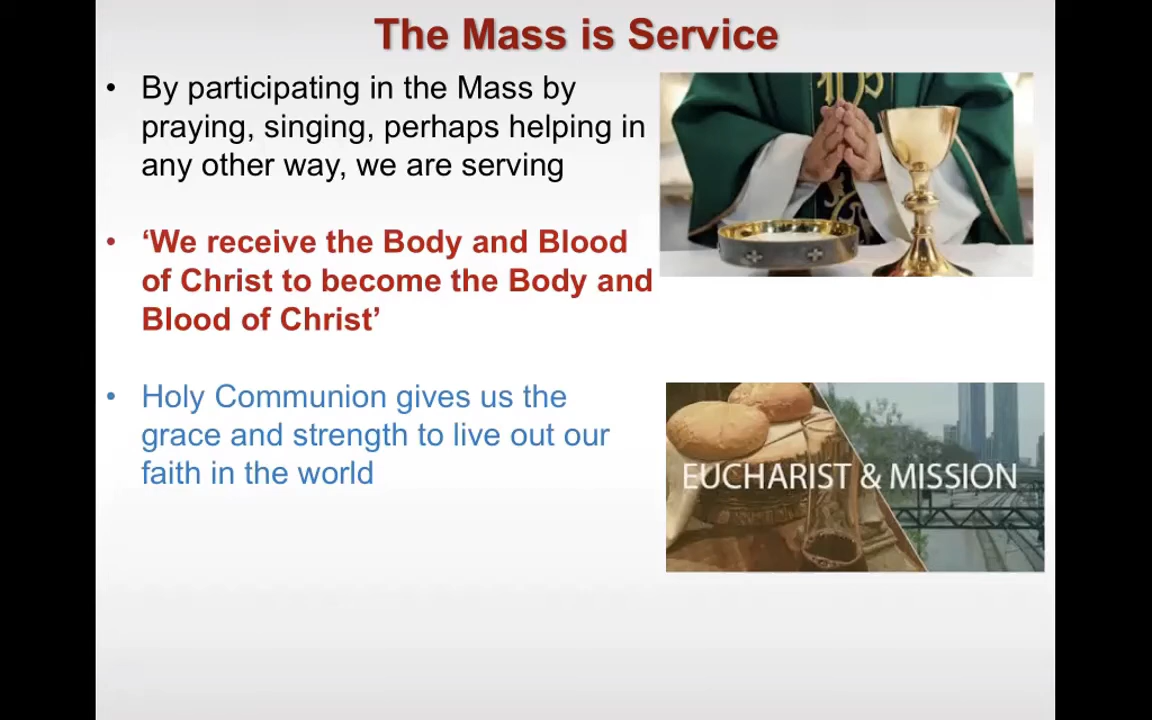 The Mass is Service
• By participating in the Mass by
praying, singing, perhaps helping in
any other way, we are serving
• ‘We receive the Body and Blood
of Christ to become the Body and
Blood of Christ’
• Holy Communion gives us the
grace and strength to live out our
faith in the world
EUCHARIST & MISSION